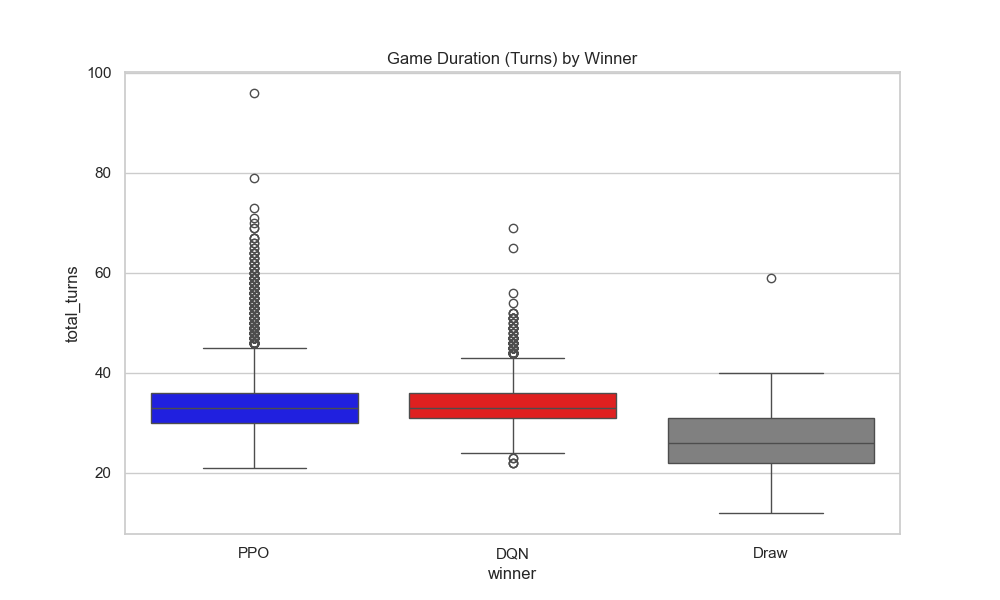 Game Duration (Turns) by Winner
100
80
60
40
20
total_turns
PPO DQN Draw
winner